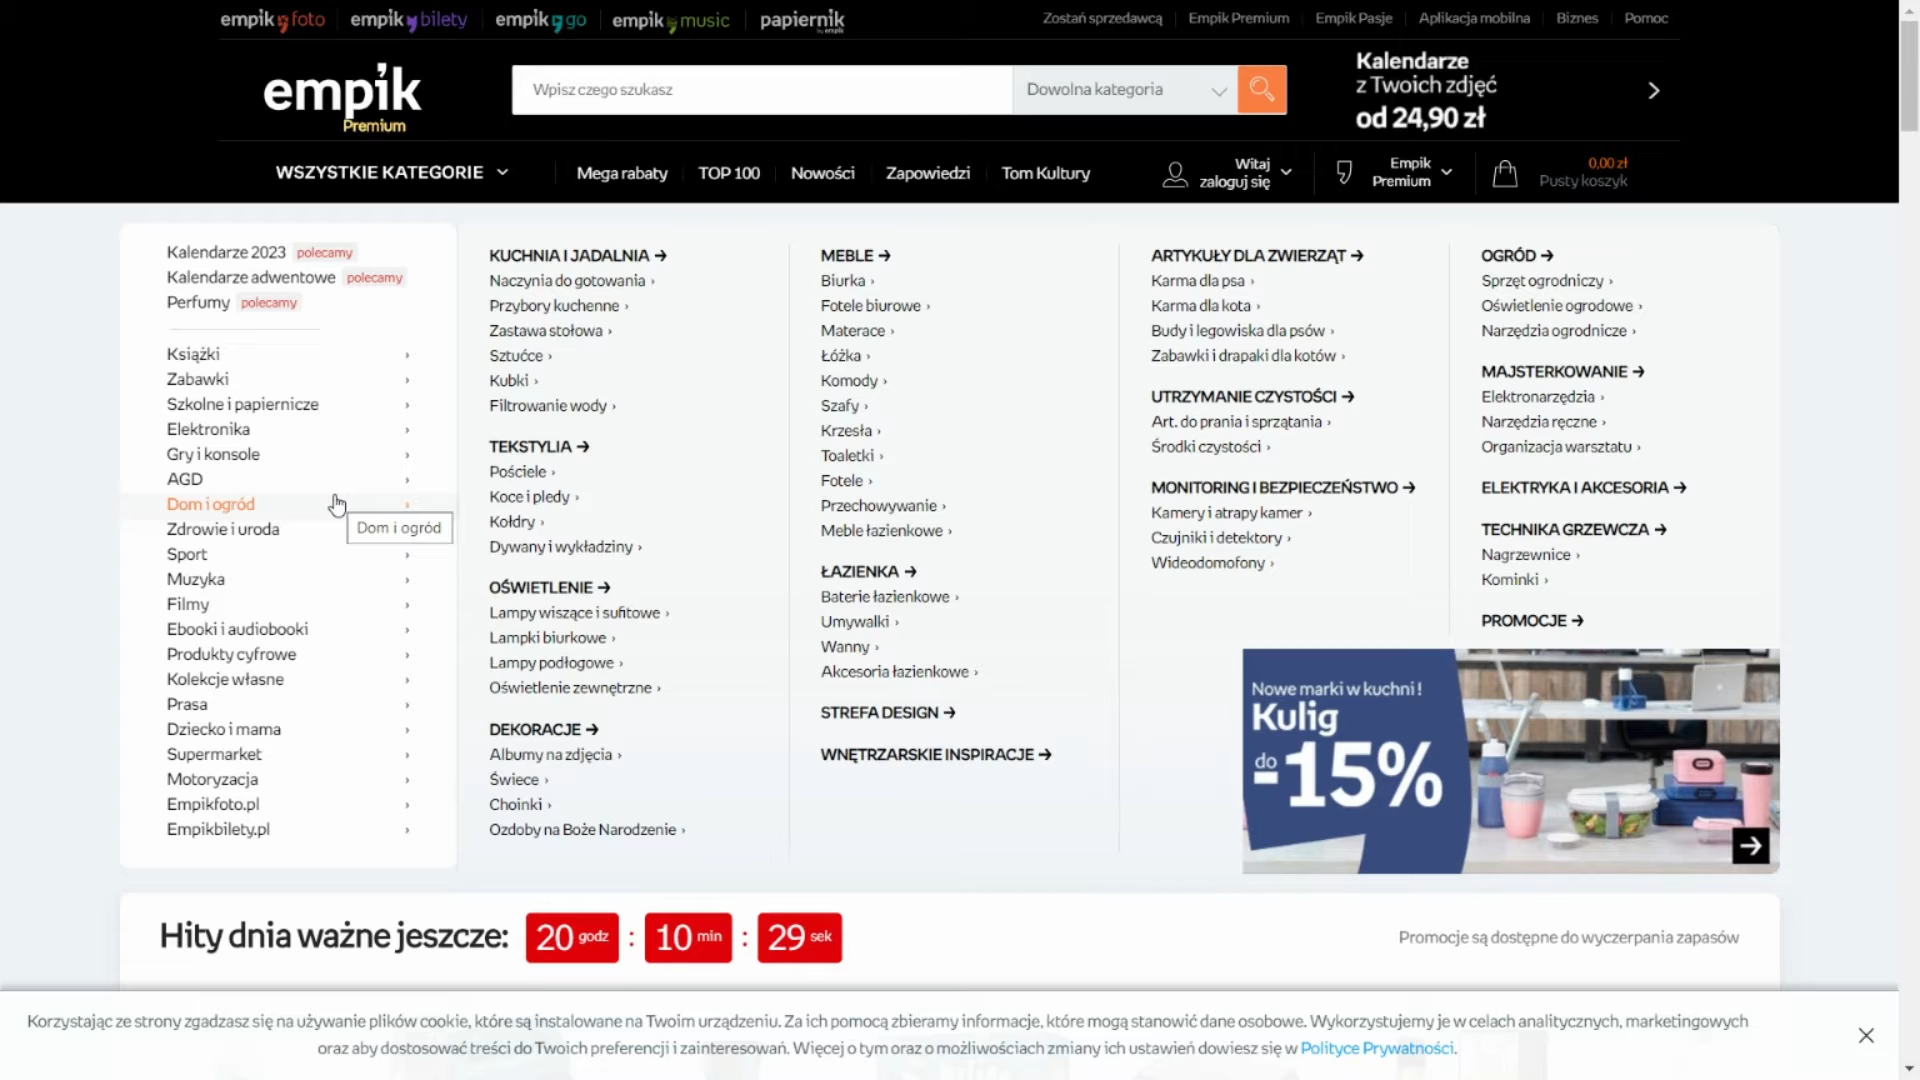 empik foto empik bilety empik go empik music papiernik by empik
Zostań sprzedawcą Empik Premium Empik Pasje Aplikacja mobilna Biznes Pomoc
empik
Premium
Wpisz czego szukasz Dowolna kategoria
Kalendarze
z Twoich zdjęć
od 24,90 zł
WSZYSTKIE KATEGORIE Mega rabaty TOP 100 Nowości Zapowiedzi Tom Kultury
Witaj
zaloguj się
Empik
Premium
0,00 zł
Pusty koszyk
Kalendarze 2023 polecamy
Kalendarze adwentowe polecamy
Perfumy polecamy
Książki
Zabawki
Szkolne i papiernicze
Elektronika
Gry i konsole
AGD
Dom i ogród
Dom i ogród
Zdrowie i uroda
Sport
Muzyka
Filmy
Ebooki i audiobooki
Produkty cyfrowe
Kolekcje własne
Prasa
Dziecko i mama
Supermarket
Motoryzacja
Empikfoto.pl
Empikbilety.pl
KUCHNIA I JADALNIA →
Naczynia do gotowania ›
Przybory kuchenne ›
Zastawa stołowa ›
Sztućce ›
Kubki ›
Filtrowanie wody ›
TEKSTYLIA →
Pościele ›
Koce i pledy ›
Kołdry ›
Dywany i wykładziny ›
OŚWIETLENIE →
Lampy wiszące i sufitowe ›
Lampki biurkowe ›
Lampy podłogowe ›
Oświetlenie zewnętrzne ›
DEKORACJE →
Albumy na zdjęcia ›
Świece ›
Choinki ›
Ozdoby na Boże Narodzenie ›
MEBLE →
Biurka ›
Fotele biurowe ›
Materace ›
Łóżka ›
Komody ›
Szafy ›
Krzesła ›
Toaletki ›
Fotele ›
Przechowywanie ›
Meble łazienkowe ›
ŁAZIENKA →
Baterie łazienkowe ›
Umywalki ›
Wanny ›
Akcesoria łazienkowe ›
STREFA DESIGN →
WNĘTRZARSKIE INSPIRACJE →
ARTYKUŁY DLA ZWIERZĄT →
Karma dla psa ›
Karma dla kota ›
Budy i legowiska dla psów ›
Zabawki i drapaki dla kotów ›
UTRZYMANIE CZYSTOŚCI →
Art. do prania i sprzątania ›
Środki czystości ›
MONITORING I BEZPIECZEŃSTWO →
Kamery i atrapy kamer ›
Czujniki i detektory ›
Wideodomofony ›
OGRÓD →
Sprzęt ogrodniczy ›
Oświetlenie ogrodowe ›
Narzędzia ogrodnicze ›
MAJSTERKOWANIE →
Elektronarzędzia ›
Narzędzia ręczne ›
Organizacja warsztatu ›
ELEKTRYKA I AKCESORIA →
TECHNIKA GRZEWCZA →
Nagrzewnice ›
Kominki ›
PROMOCJE →
Nowe marki w kuchni!
Kulig
do
-15%
Hity dnia ważne jeszcze: 20 godz : 10 min : 29 sek
Promocje są dostępne do wyczerpania zapasów
Korzystając ze strony zgadzasz się na używanie plików cookie, które są instalowane na Twoim urządzeniu. Za ich pomocą zbieramy informacje, które mogą stanowić dane osobowe. Wykorzystujemy je w celach analitycznych, marketingowych
oraz aby dostosować treści do Twoich preferencji i zainteresowań. Więcej o tym oraz o możliwościach zmiany ich ustawień dowiesz się w Polityce Prywatności.